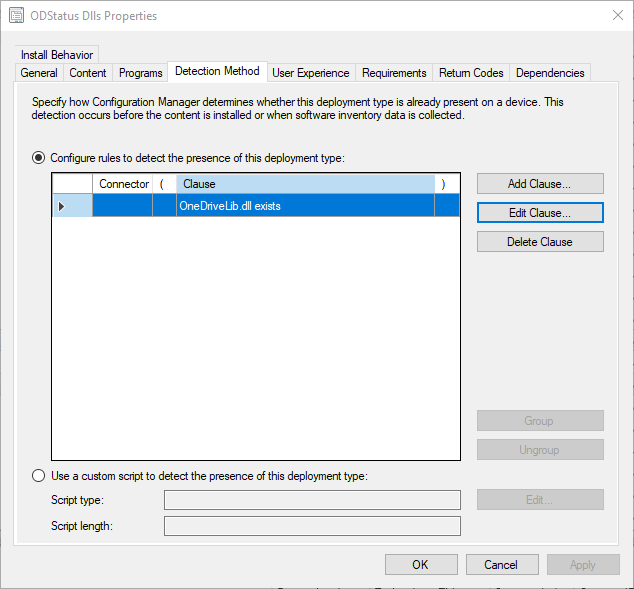 ODStatus Dlls Properties
Install Behavior
General Content Programs Detection Method User Experience Requirements Return Codes Dependencies
Specify how Configuration Manager determines whether this deployment type is already present on a device. This
detection occurs before the content is installed or when software inventory data is collected.
Configure rules to detect the presence of this deployment type:
Connector ( Clause )
OneDriveLib.dll exists
Add Clause...
Edit Clause...
Delete Clause
Group
Ungroup
Use a custom script to detect the presence of this deployment type:
Script type:
Edit...
Script length:
OK Cancel Apply